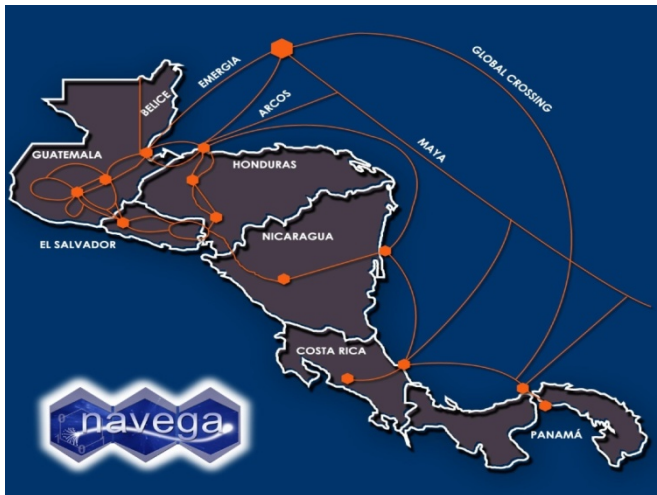 GLOBAL CROSSING
EMERGIA
BELICE
ARCOS
MAYA
GUATEMALA
HONDURAS
NICARAGUA
EL SALVADOR
COSTA RICA
navega
PANAMÁ